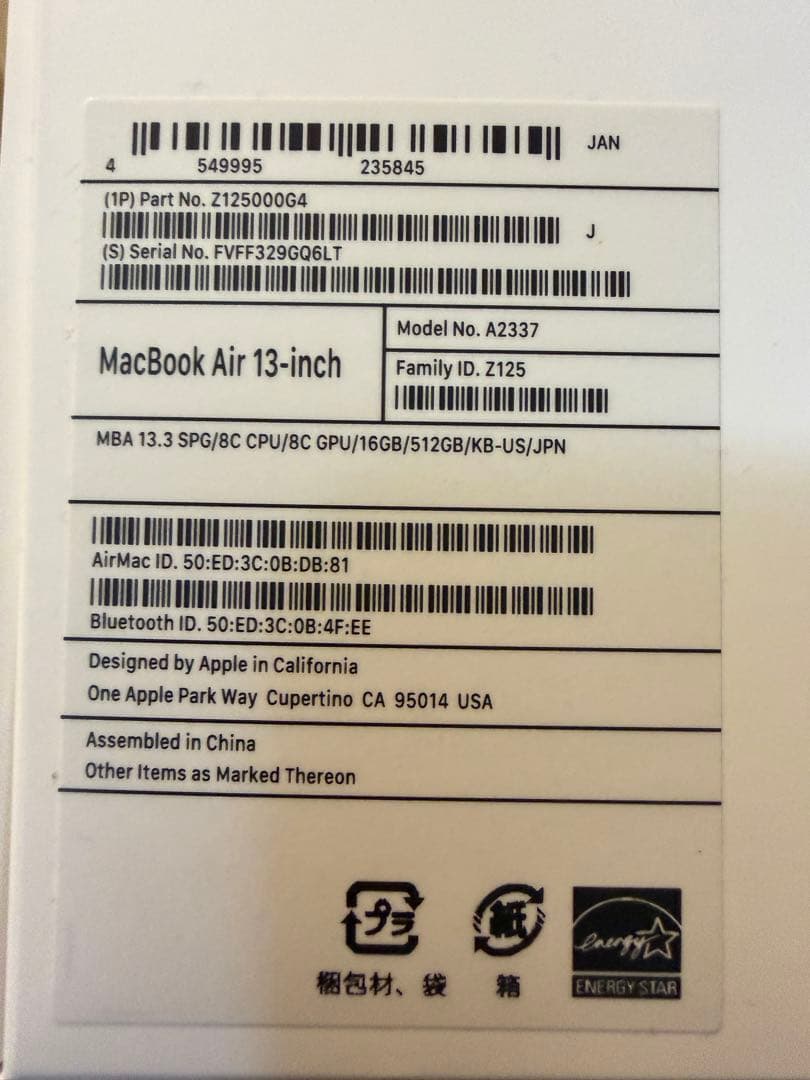 JAN
4 549995 235845
(1P) Part No. Z125000G4
J
(S) Serial No. FVFF329GQ6LT
MacBook Air 13-inch
Model No. A2337
Family ID. Z125
MBA 13.3 SPG/8C CPU/8C GPU/16GB/512GB/KB-US/JPN
AirMac ID. 50:ED:3C:0B:DB:81
Bluetooth ID. 50:ED:3C:0B:4F:EE
Designed by Apple in California
One Apple Park Way Cupertino CA 95014 USA
Assembled in China
Other Items as Marked Thereon
プラ
紙
energy
梱包材、袋
箱
ENERGY STAR